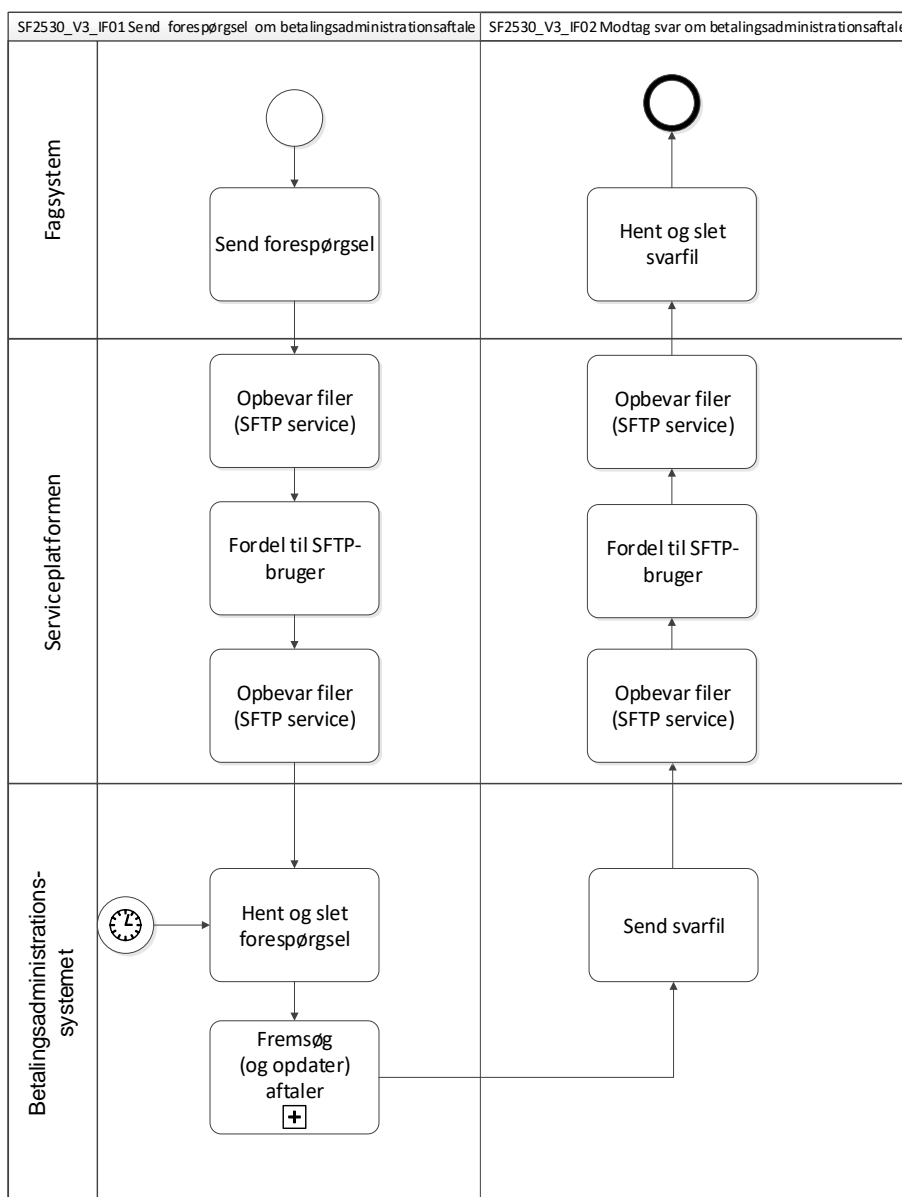 SF2530_V3_IF01 Send forespørgsel om betalingsadministrationsaftale
SF2530_V3_IF02 Modtag svar om betalingsadministrationsaftale
Fagsystem
Send forespørgsel
Hent og slet
svarfil
Serviceplatformen
Opbevar filer
(SFTP service)
Opbevar filer
(SFTP service)
Fordel til SFTP-
bruger
Fordel til SFTP-
bruger
Opbevar filer
(SFTP service)
Opbevar filer
(SFTP service)
Betalingsadministrations-
systemet
Hent og slet
forespørgsel
Send svarfil
Fremsøg
(og opdater)
aftaler